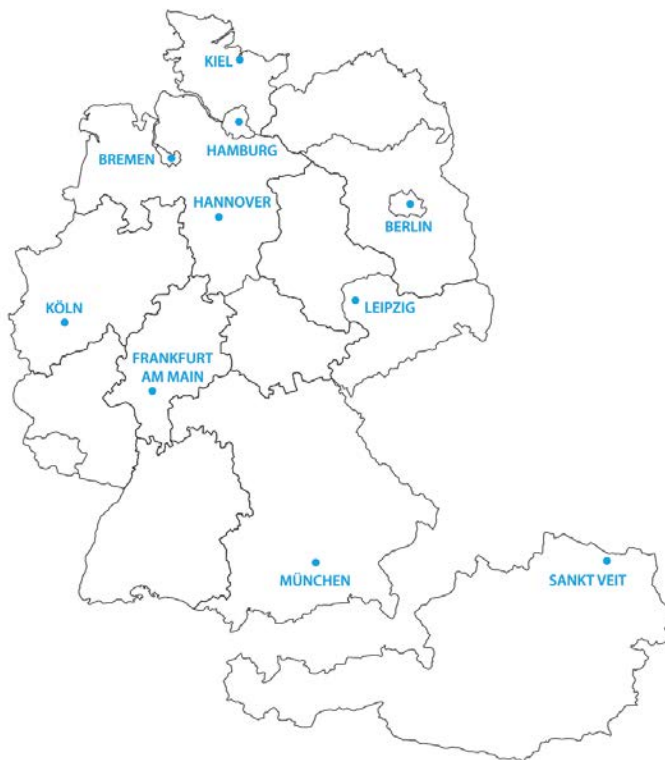 KIEL
HAMBURG
BREMEN
HANNOVER
BERLIN
KÖLN
LEIPZIG
FRANKFURT
AM MAIN
MÜNCHEN
SANKT VEIT